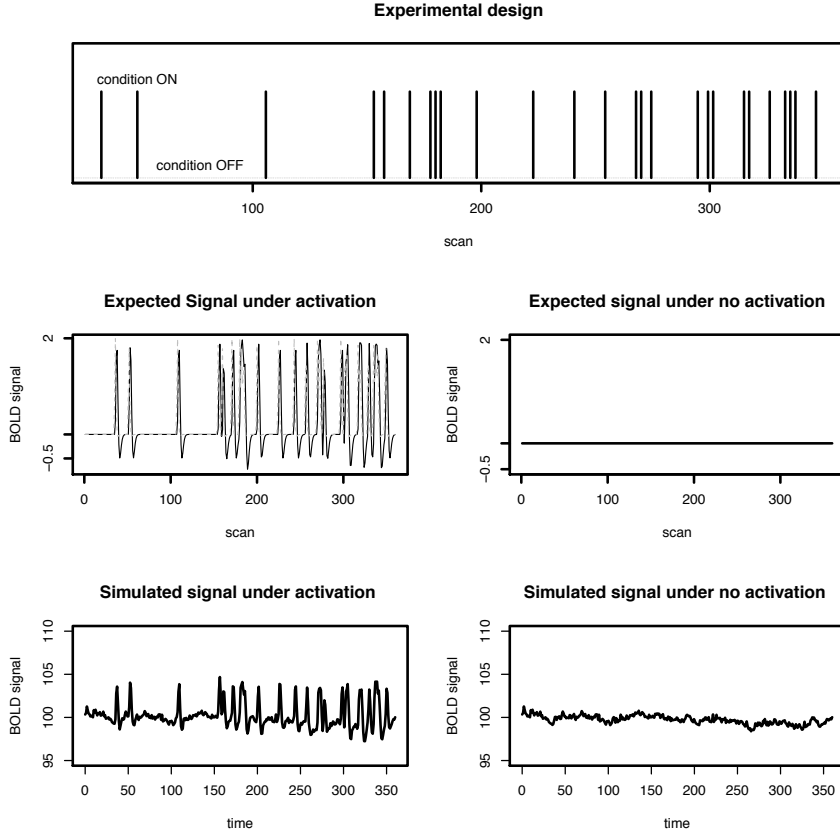 Experimental design
condition ON
condition OFF
100 200 300
scan
Expected Signal under activation
BOLD signal
2
−0.5
0 100 200 300
scan
Expected signal under no activation
BOLD signal
2
−0.5
0 100 200 300
scan
Simulated signal under activation
BOLD signal
110
105
100
95
0 50 100 150 200 250 300 350
time
Simulated signal under no activation
BOLD signal
110
105
100
95
0 50 100 150 200 250 300 350
time